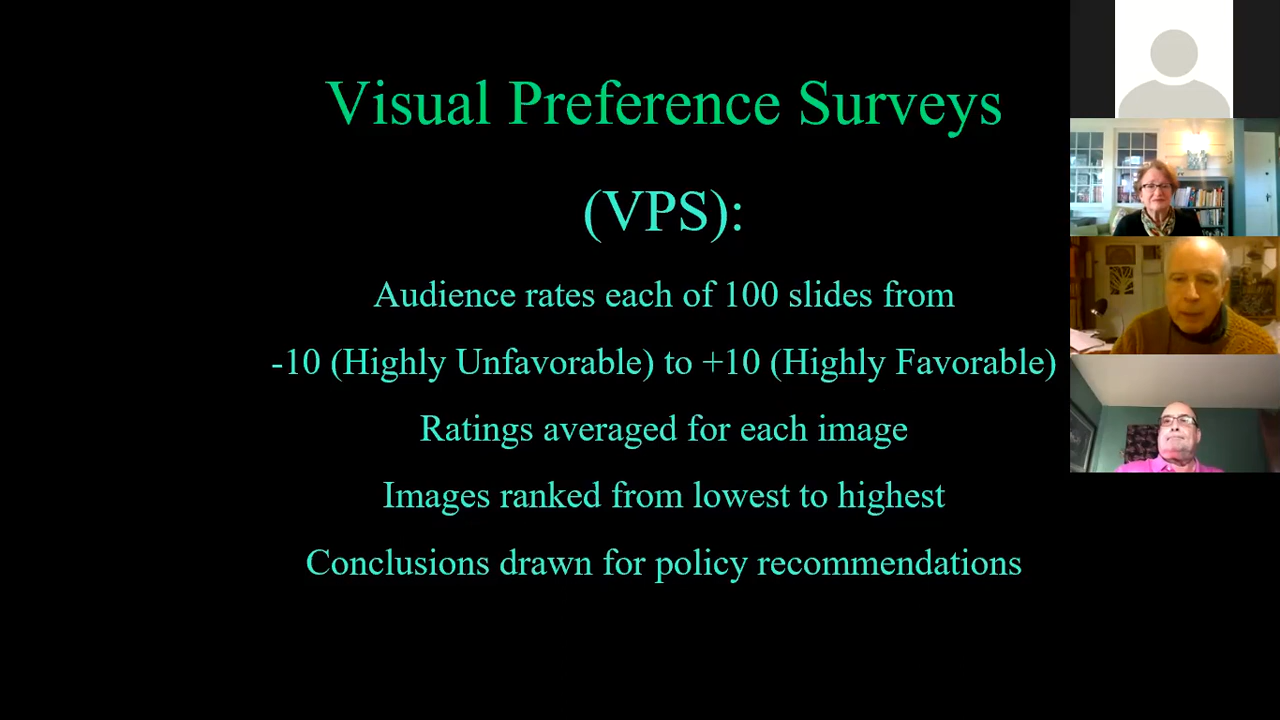 Visual Preference Surveys
(VPS):
Audience rates each of 100 slides from
-10 (Highly Unfavorable) to +10 (Highly Favorable)
Ratings averaged for each image
Images ranked from lowest to highest
Conclusions drawn for policy recommendations